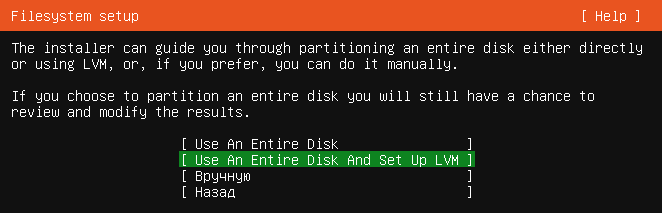 Filesystem setup [ Help ]
The installer can guide you through partitioning an entire disk either directly
or using LVM, or, if you prefer, you can do it manually.
If you choose to partition an entire disk you will still have a chance to
review and modify the results.
[ Use An Entire Disk ]
[ Use An Entire Disk And Set Up LVM ]
[ Вручную ]
[ Назад ]